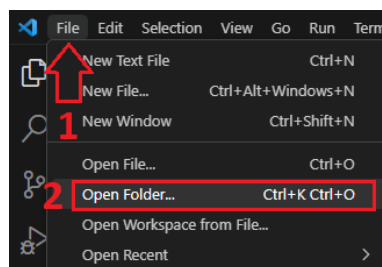 File Edit Selection View Go Run Term
New Text File Ctrl+N
New File... Ctrl+Alt+Windows+N
1 New Window Ctrl+Shift+N
Open File... Ctrl+O
2 Open Folder... Ctrl+K Ctrl+O
Open Workspace from File...
Open Recent